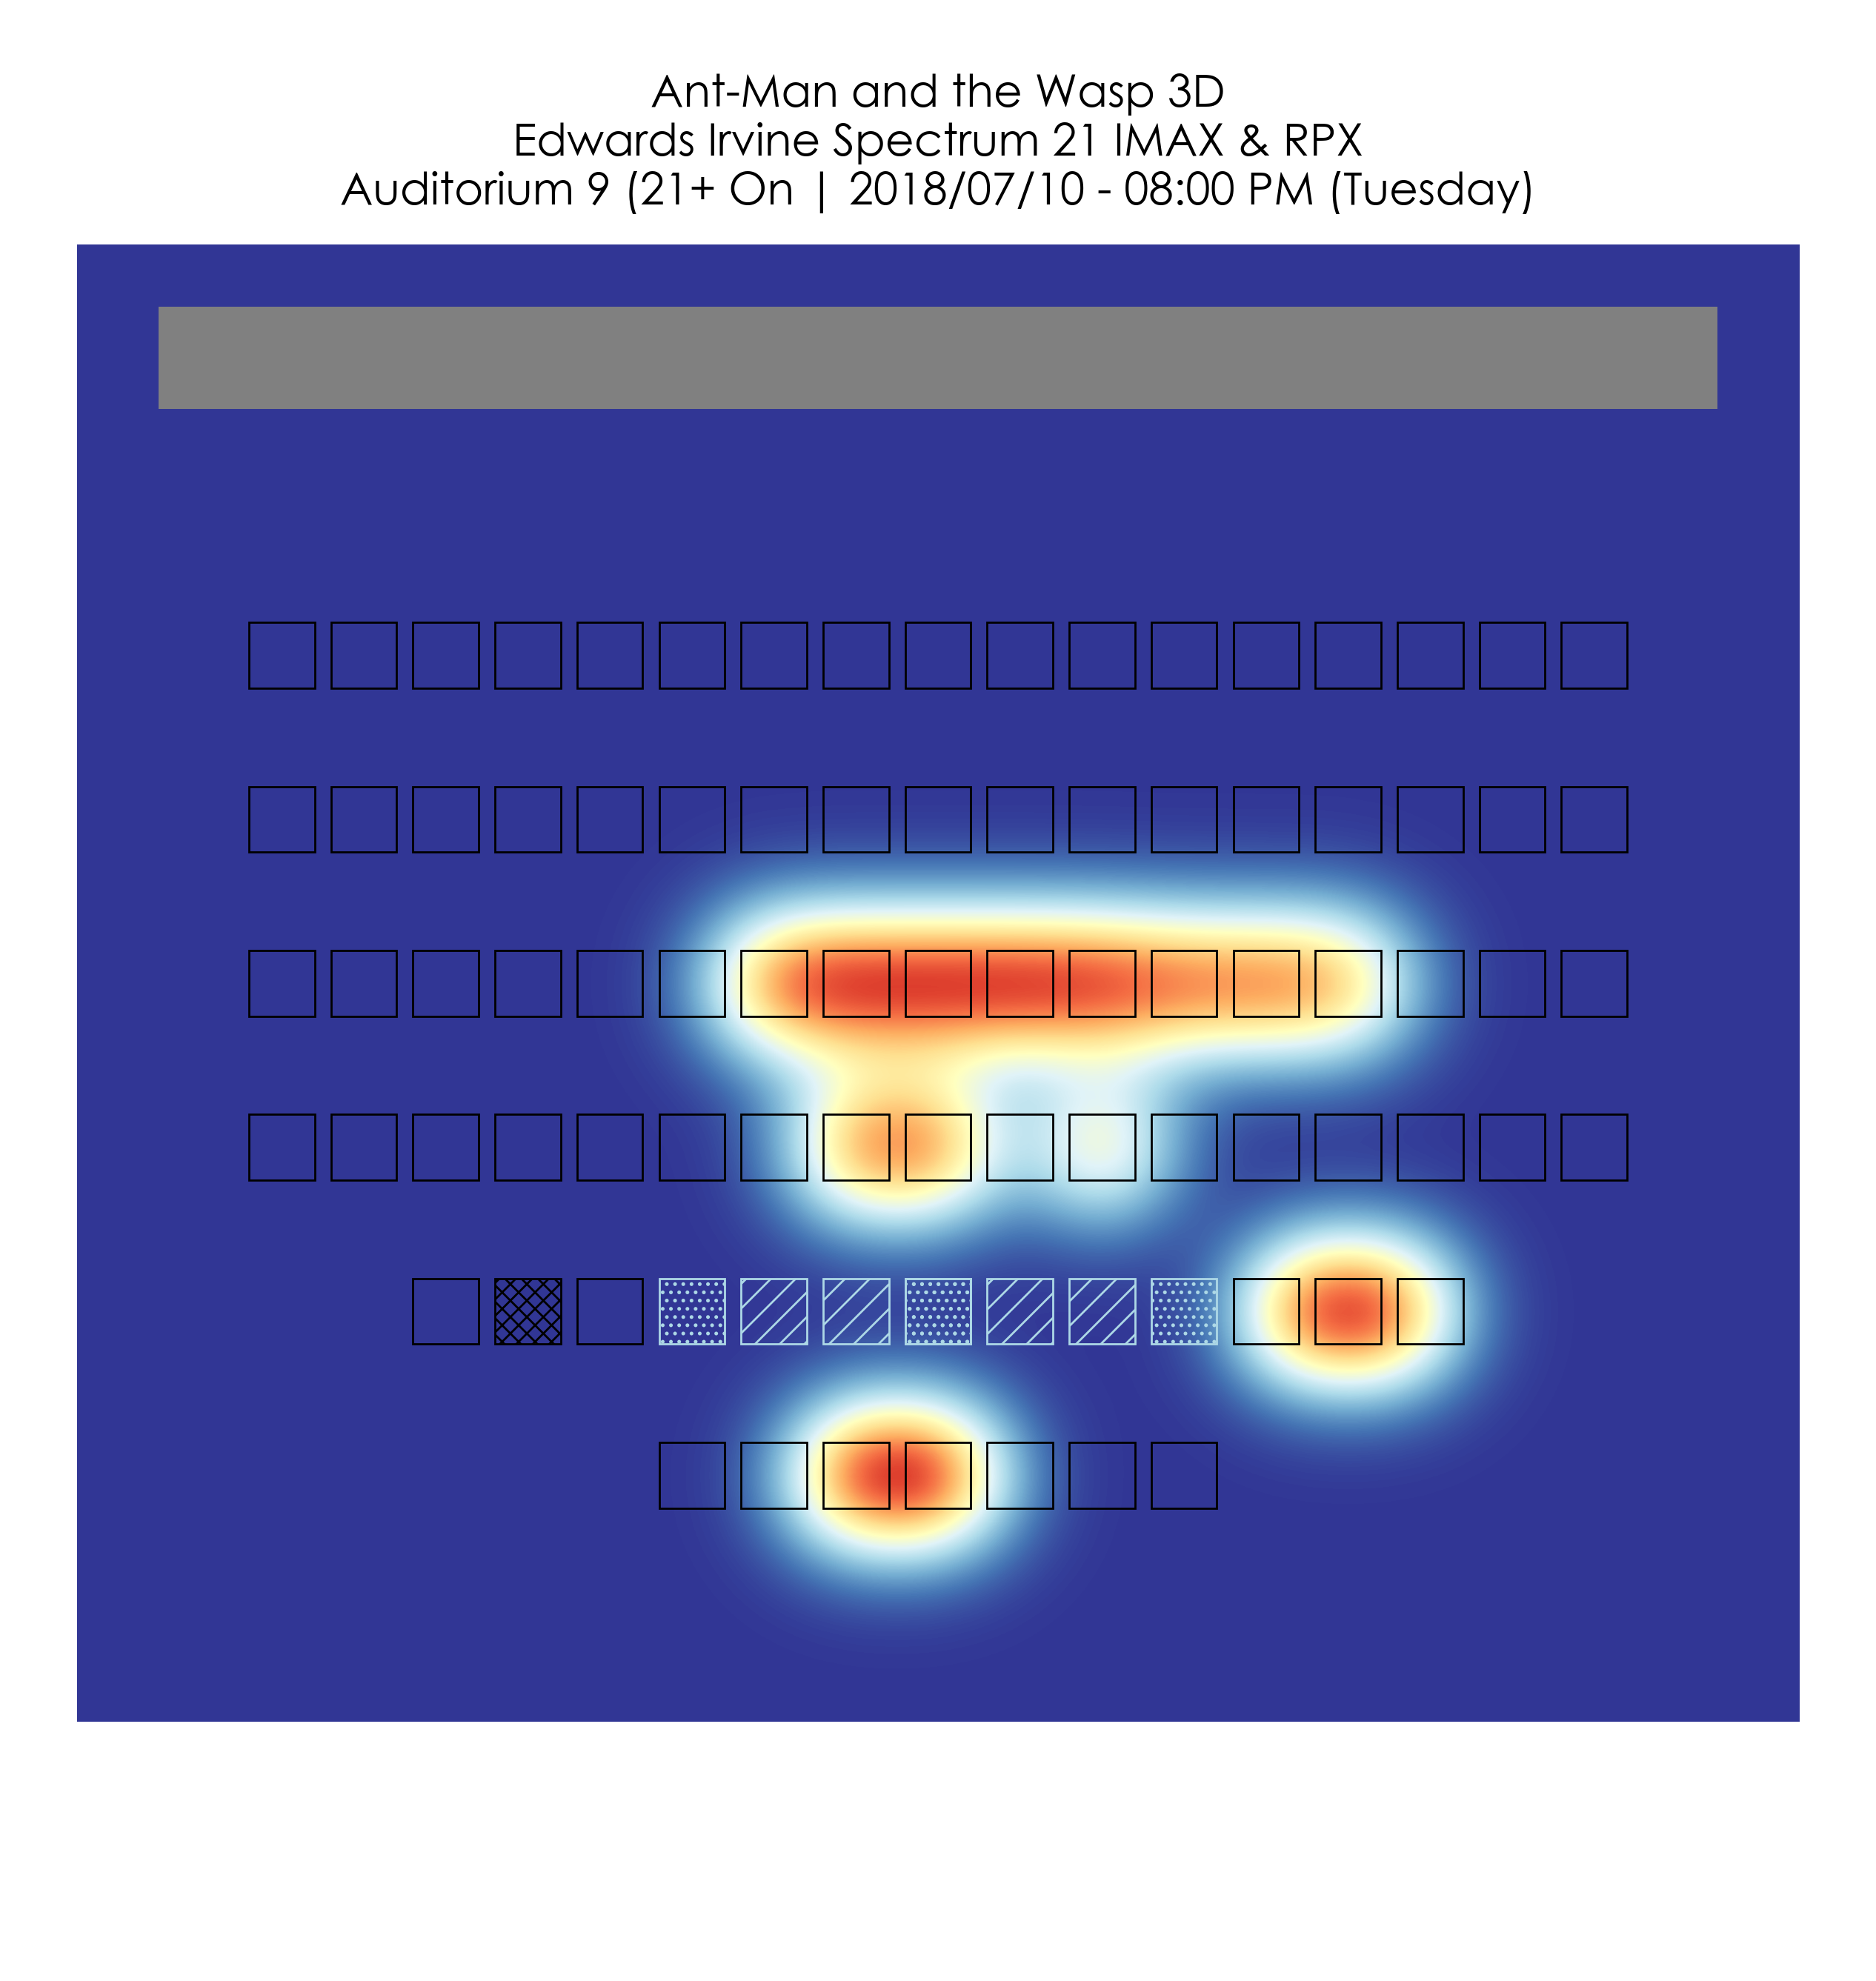 Ant-Man and the Wasp 3D
Edwards Irvine Spectrum 21 IMAX & RPX
Auditorium 9 (21+ On | 2018/07/10 - 08:00 PM (Tuesday)